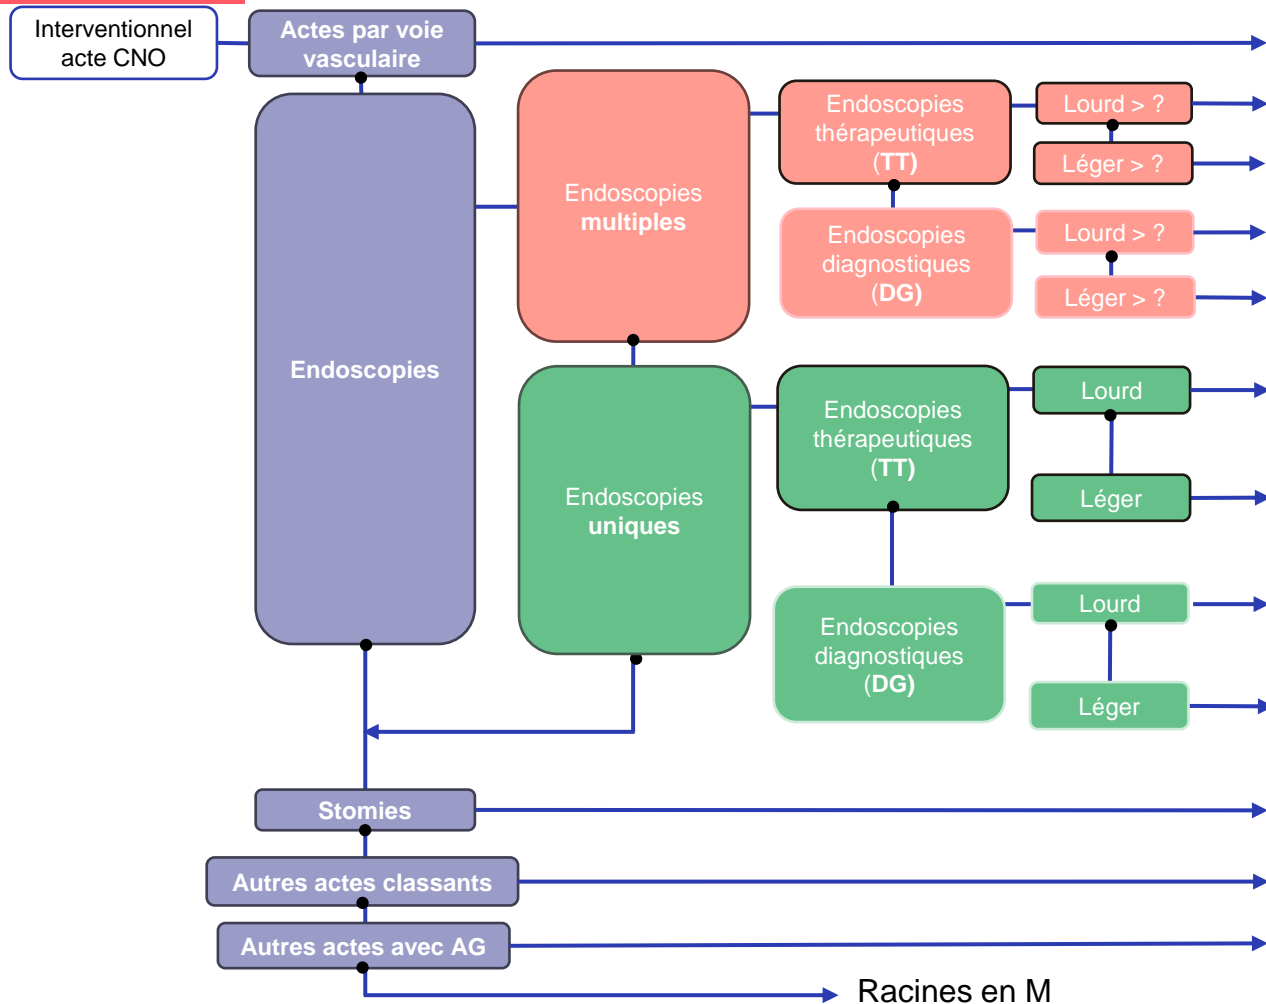 Interventionnel
acte CNO
Actes par voie
vasculaire
Endoscopies
Endoscopies
multiples
Endoscopies
thérapeutiques
(TT)
Lourd > ?
Léger > ?
Endoscopies
diagnostiques
(DG)
Lourd > ?
Léger > ?
Endoscopies
uniques
Endoscopies
thérapeutiques
(TT)
Lourd
Léger
Endoscopies
diagnostiques
(DG)
Lourd
Léger
Stomies
Autres actes classants
Autres actes avec AG
Racines en M